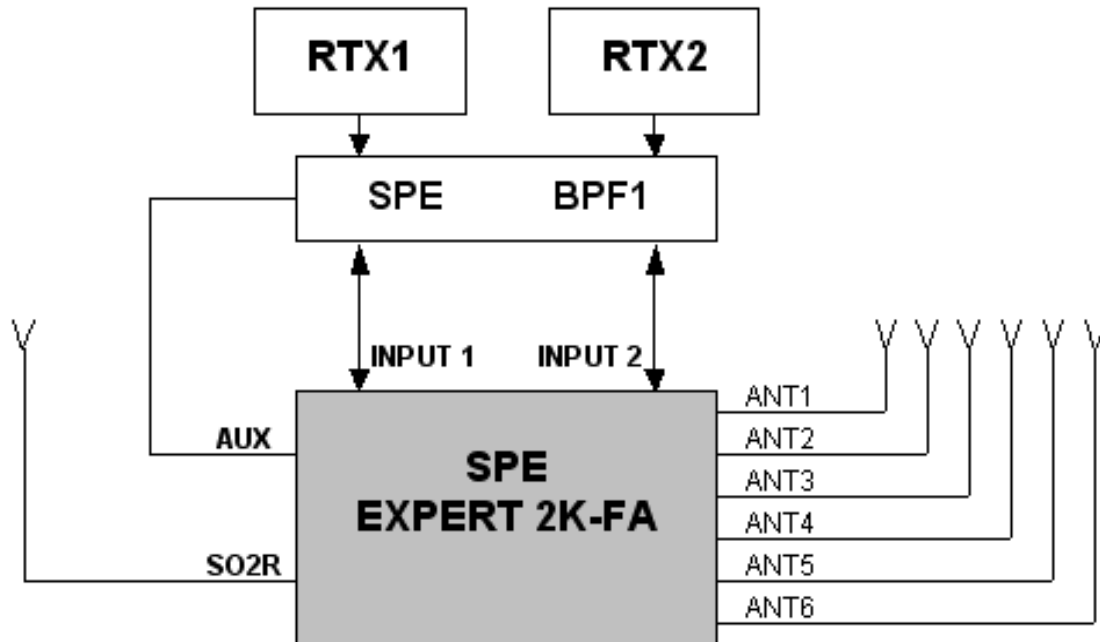 RTX1 RTX2
SPE BPF1
INPUT 1 INPUT 2
ANT1
AUX
ANT2
SPE
EXPERT 2K-FA
ANT3
ANT4
SO2R
ANT5
ANT6